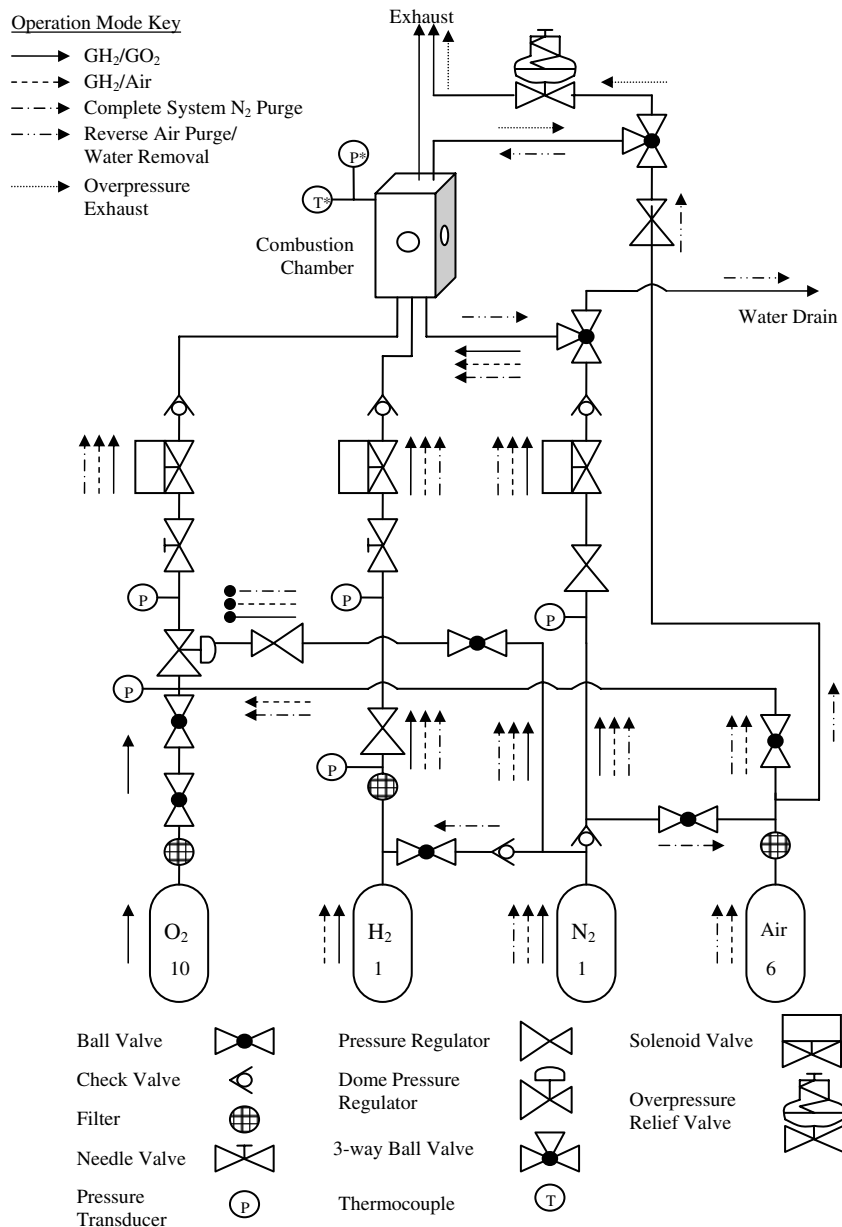 Operation Mode Key
GH2/GO2
GH2/Air
Complete System N2 Purge
Reverse Air Purge/
Water Removal
Overpressure
Exhaust
Exhaust
P*
T*
Combustion
Chamber
Water Drain
P
P
P
P
P
O2
10
H2
1
N2
1
Air
6
Ball Valve
Check Valve
Filter
Needle Valve
Pressure
Transducer
P
Pressure Regulator
Dome Pressure
Regulator
3-way Ball Valve
Thermocouple
T
Solenoid Valve
Overpressure
Relief Valve